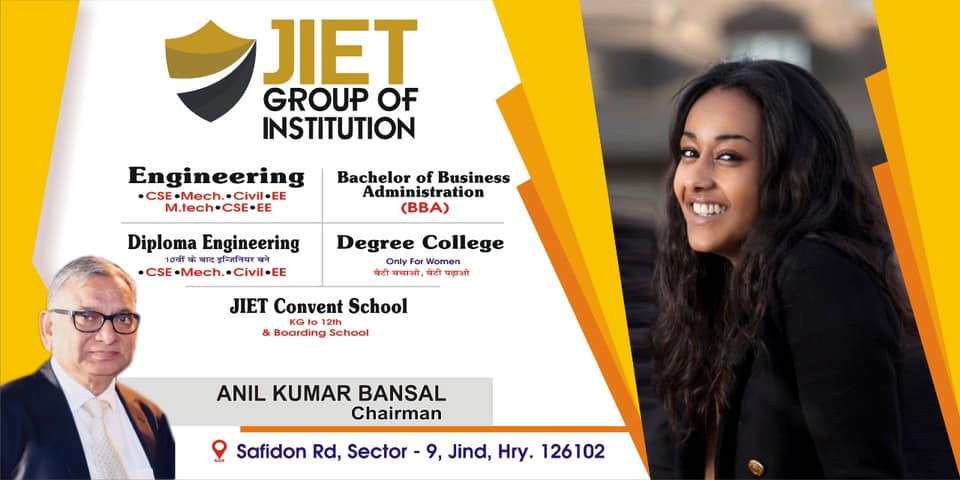 JIET
GROUP OF
INSTITUTION
Engineering
•CSE•Mech.•Civil•EE
M.tech•CSE•EE
Bachelor of Business
Administration
(BBA)
Diploma Engineering
10वीं के बाद इन्जिनियर बने
•CSE•Mech.•Civil•EE
Degree College
Only For Women
बेटी बचाओ, बेटी पढ़ाओ
JIET Convent School
KG to 12th
& Boarding School
ANIL KUMAR BANSAL
Chairman
Safidon Rd, Sector - 9, Jind, Hry. 126102